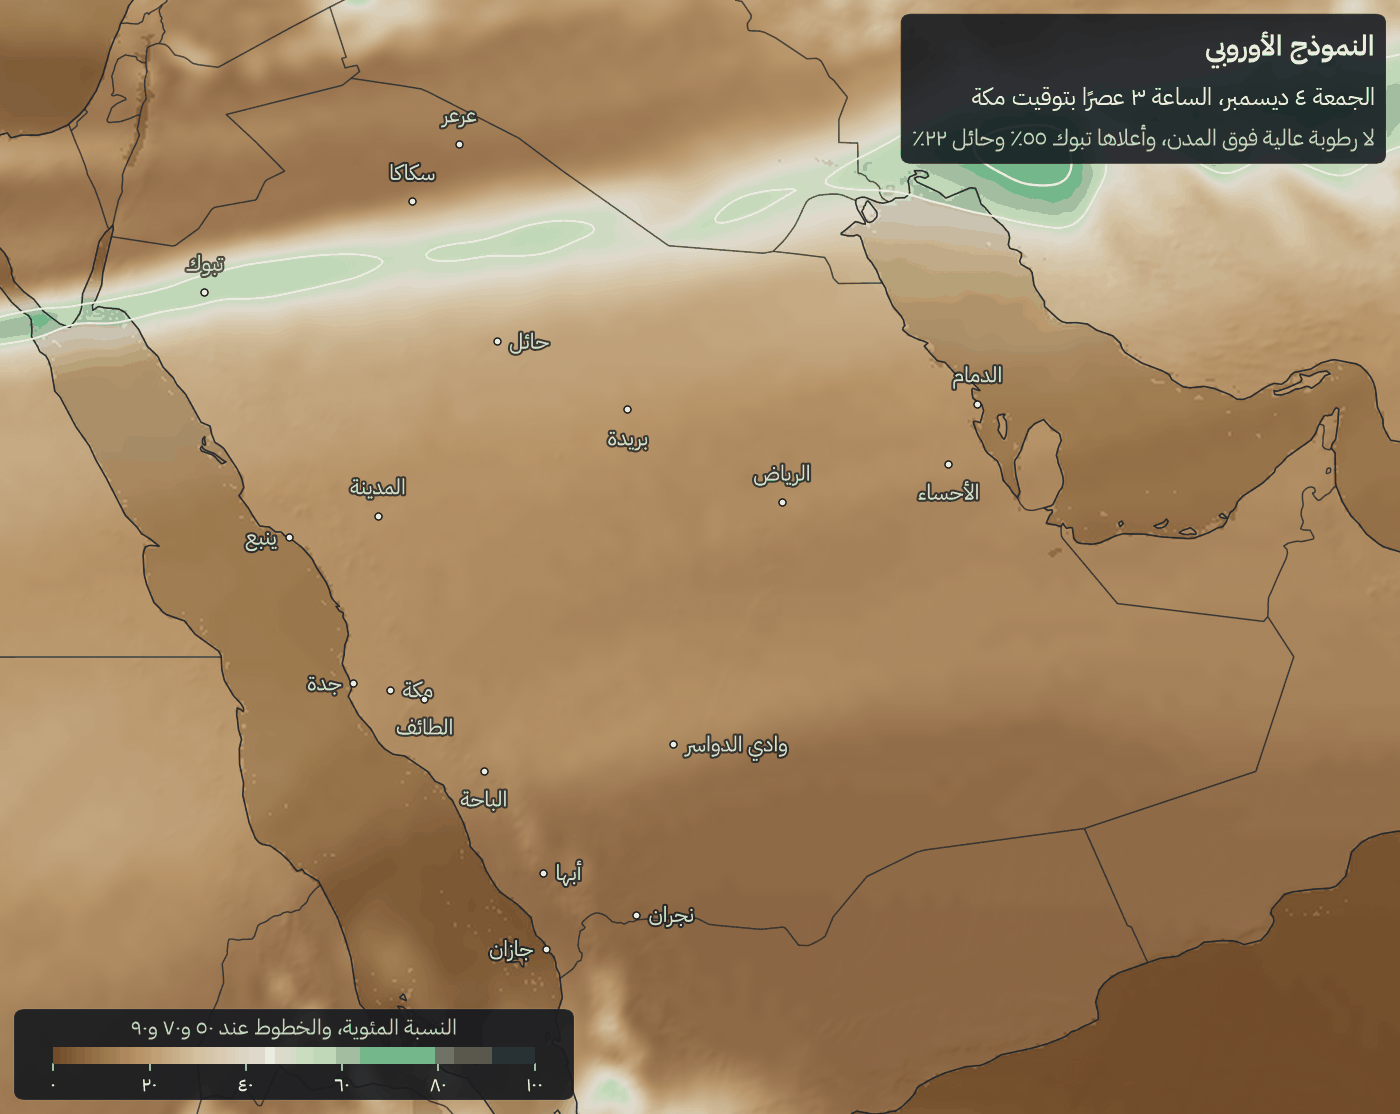 النموذج الأوروبي
الجمعة ٤ ديسمبر، الساعة ٣ عصرًا بتوقيت مكة
لا رطوبة عالية فوق المدن، وأعلاها تبوك ٥٥٪ وحائل ٢٢٪
عرعر
سكاكا
تبوك
حائل
الدمام
بريدة
الرياض
المدينة
الأحساء
ينبع
جدة
مكة
الطائف
وادي الدواسر
الباحة
أبها
نجران
جازان
النسبة المئوية، والخطوط عند ٥٠ و٧٠ و٩٠
٠ ٢٠ ٤٠ ٦٠ ٨٠ ١٠٠